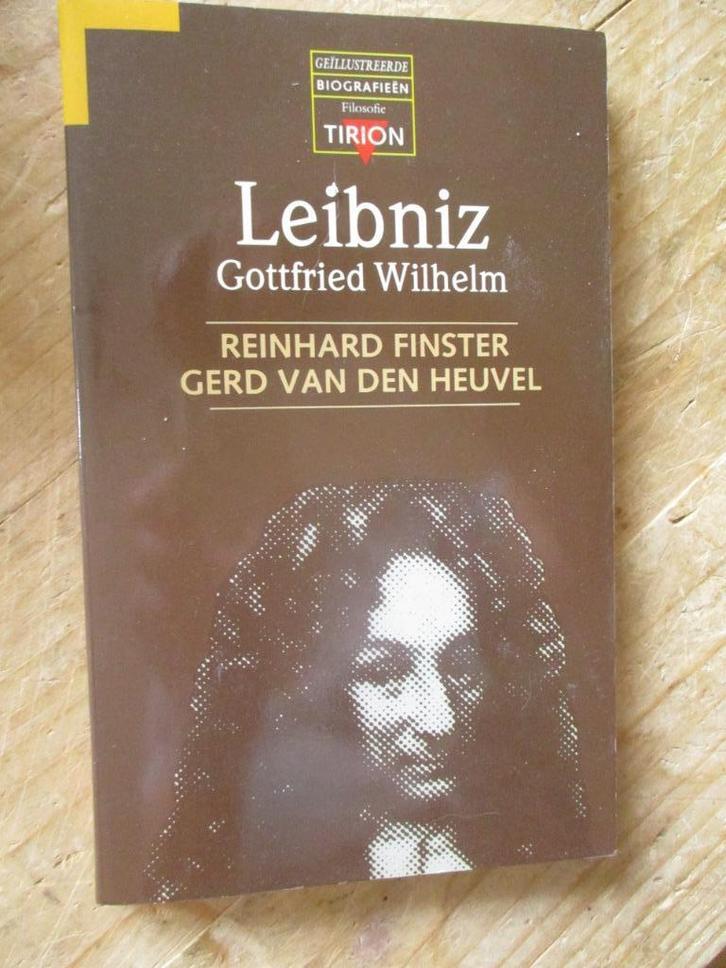 GEÏLLUSTREERDE
BIOGRAFIEËN
Filosofie
TIRION
Leibniz
Gottfried Wilhelm
REINHARD FINSTER
GERD VAN DEN HEUVEL